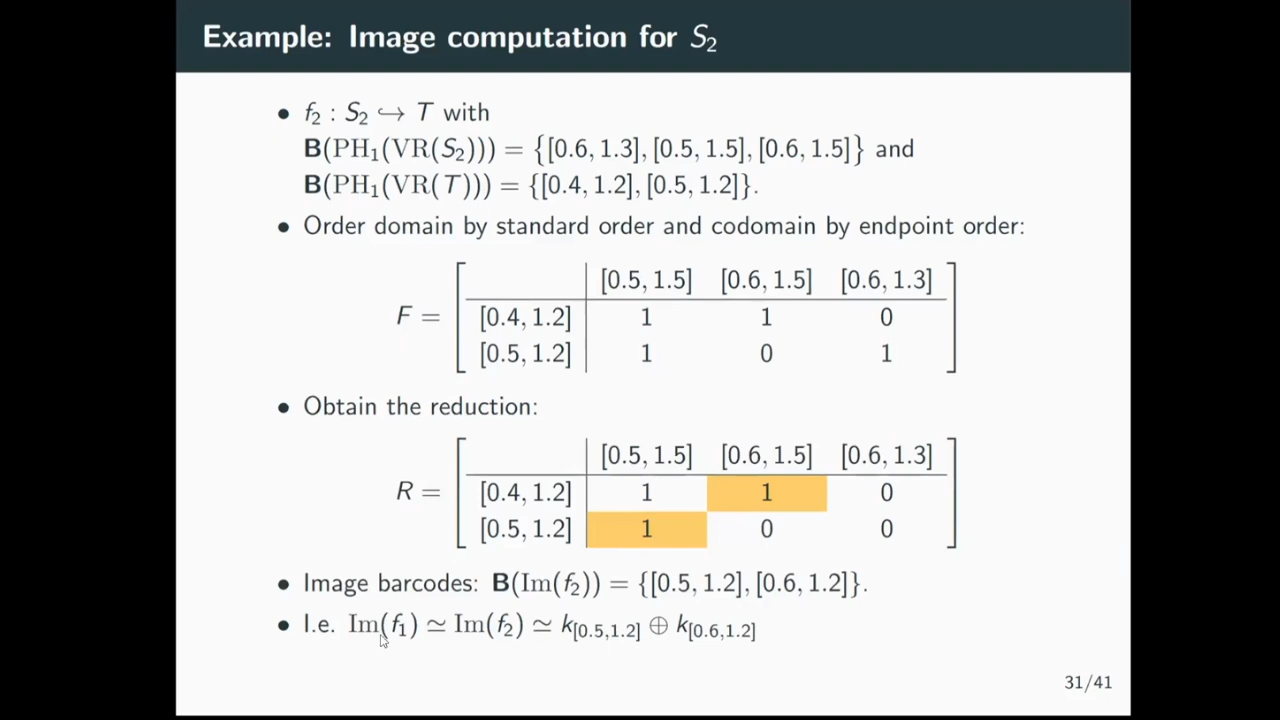 Example: Image computation for S₂
• f₂ : S₂ ↪ T with
B(PH₁(VR(S₂))) = {[0.6, 1.3], [0.5, 1.5], [0.6, 1.5]} and
B(PH₁(VR(T))) = {[0.4, 1.2], [0.5, 1.2]}.
• Order domain by standard order and codomain by endpoint order:
[0.5, 1.5] [0.6, 1.5] [0.6, 1.3]
F = [0.4, 1.2] 1 1 0
[0.5, 1.2] 1 0 1
• Obtain the reduction:
[0.5, 1.5] [0.6, 1.5] [0.6, 1.3]
R = [0.4, 1.2] 1 1 0
[0.5, 1.2] 1 0 0
• Image barcodes: B(Im(f₂)) = {[0.5, 1.2], [0.6, 1.2]}.
• I.e. Im(f₁) ≃ Im(f₂) ≃ k[0.5,1.2] ⊕ k[0.6,1.2]
31/41